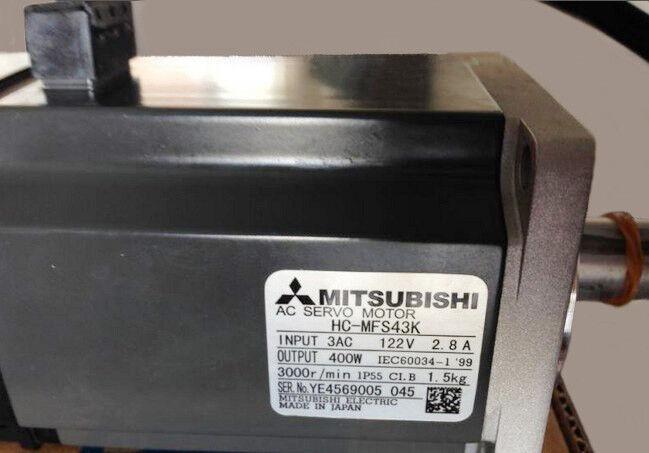 MITSUBISHI
AC SERVO MOTOR
HC-MFS43K
INPUT 3AC 122V 2.8A
OUTPUT 400W IEC60034-1 '99
3000r/min IP55 CI.B 1.5kg
SER.No.YE4569005 045
MITSUBISHI ELECTRIC
MADE IN JAPAN